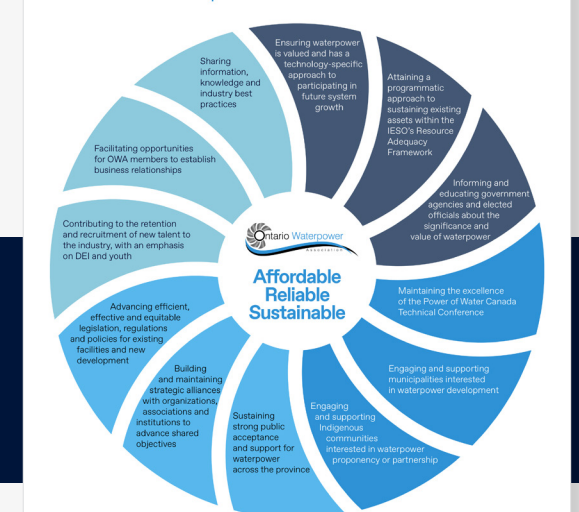 Ensuring waterpower
is valued and has a
technology-specific
approach to
participating in
future system
growth
Attaining a
programmatic
approach to
sustaining existing
assets within the
IESO's Resource
Adequacy
Framework
Informing and
educating government
agencies and elected
officials about the
significance and
value of waterpower
Maintaining the excellence
of the Power of Water Canada
Technical Conference
Engaging and supporting
municipalities interested
in waterpower development
Engaging
and supporting
Indigenous
communities
interested in waterpower
proponency or partnership
Sustaining
strong public
acceptance
and support for
waterpower
across the province
Building
and maintaining
strategic alliances
with organizations,
associations and
institutions to
advance shared
objectives
Advancing efficient,
effective and equitable
legislation, regulations
and policies for existing
facilities and new
development
Contributing to the retention
and recruitment of new talent to
the industry, with an emphasis
on DEI and youth
Facilitating opportunities
for OWA members to establish
business relationships
Sharing
information,
knowledge and
industry best
practices
Ontario Waterpower
Association
Affordable
Reliable
Sustainable